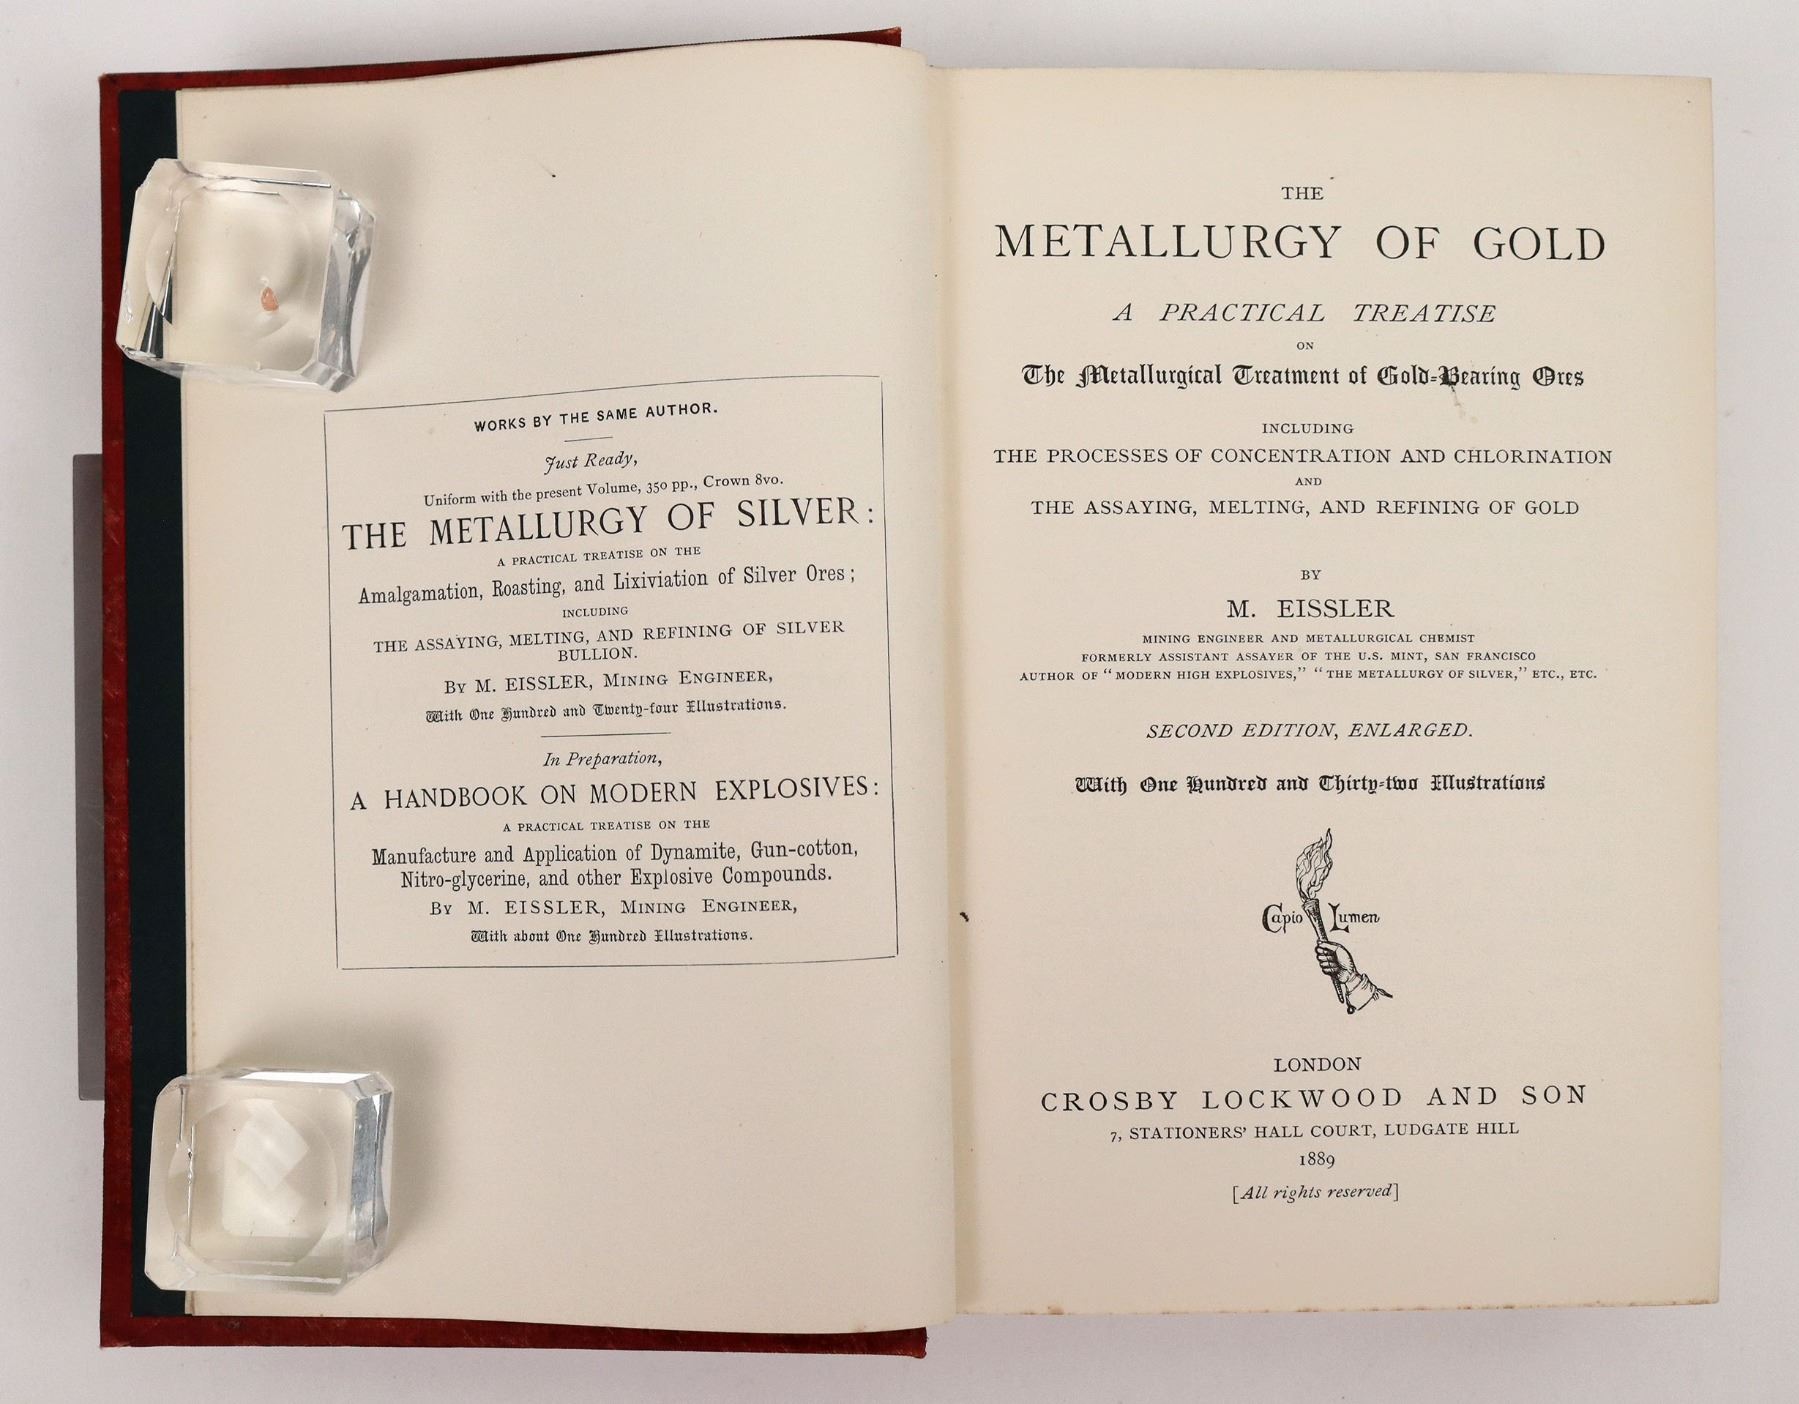 WORKS BY THE SAME AUTHOR.
Just Ready,
Uniform with the present Volume, 350 pp., Crown 8vo.
THE METALLURGY OF SILVER:
A PRACTICAL TREATISE ON THE
Amalgamation, Roasting, and Lixiviation of Silver Ores;
INCLUDING
THE ASSAYING, MELTING, AND REFINING OF SILVER
BULLION.
BY M. EISSLER, MINING ENGINEER,
With One Hundred and Twenty-four Illustrations.
In Preparation,
A HANDBOOK ON MODERN EXPLOSIVES:
A PRACTICAL TREATISE ON THE
Manufacture and Application of Dynamite, Gun-cotton,
Nitro-glycerine, and other Explosive Compounds.
BY M. EISSLER, MINING ENGINEER,
With about One Hundred Illustrations.
THE
METALLURGY OF GOLD
A PRACTICAL TREATISE
ON
The Metallurgical Treatment of Gold-Bearing Ores
INCLUDING
THE PROCESSES OF CONCENTRATION AND CHLORINATION
AND
THE ASSAYING, MELTING, AND REFINING OF GOLD
BY
M. EISSLER
MINING ENGINEER AND METALLURGICAL CHEMIST
FORMERLY ASSISTANT ASSAYER OF THE U.S. MINT, SAN FRANCISCO
AUTHOR OF "MODERN HIGH EXPLOSIVES," "THE METALLURGY OF SILVER," ETC., ETC.
SECOND EDITION, ENLARGED.
With One Hundred and Thirty-two Illustrations
Capio Lumen
LONDON
CROSBY LOCKWOOD AND SON
7, STATIONERS' HALL COURT, LUDGATE HILL
1889
[All rights reserved]